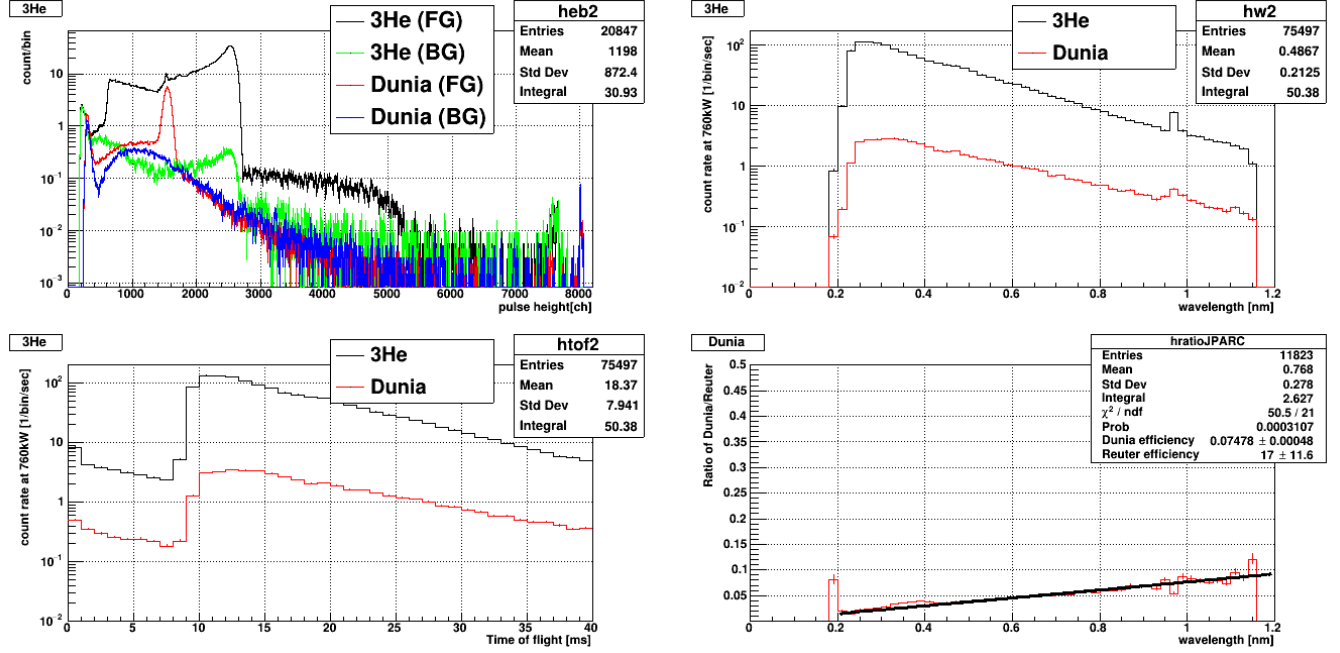 3He
3He (FG)
3He (BG)
Dunia (FG)
Dunia (BG)
heb2
Entries 20847
Mean 1198
Std Dev 872.4
Integral 30.93
count/bin
10
1
10⁻¹
10⁻²
10⁻³
0 1000 2000 3000 4000 5000 6000 7000 8000
pulse height[ch]
3He
3He
Dunia
hw2
Entries 75497
Mean 0.4867
Std Dev 0.2125
Integral 50.38
count rate at 760kW [1/bin/sec]
10²
10
1
10⁻¹
10⁻²
0 0.2 0.4 0.6 0.8 1 1.2
wavelength [nm]
3He
3He
Dunia
htof2
Entries 75497
Mean 18.37
Std Dev 7.941
Integral 50.38
count rate at 760kW [1/bin/sec]
10²
10
1
10⁻¹
10⁻²
0 5 10 15 20 25 30 35 40
Time of flight [ms]
Dunia
hratioJPARC
Entries 11823
Mean 0.768
Std Dev 0.278
Integral 2.627
χ² / ndf 50.5 / 21
Prob 0.0003107
Dunia efficiency 0.07478 ± 0.00048
Reuter efficiency 17 ± 11.6
Ratio of Dunia/Reuter
0.5
0.45
0.4
0.35
0.3
0.25
0.2
0.15
0.1
0.05
0 0.2 0.4 0.6 0.8 1 1.2
wavelength [nm]